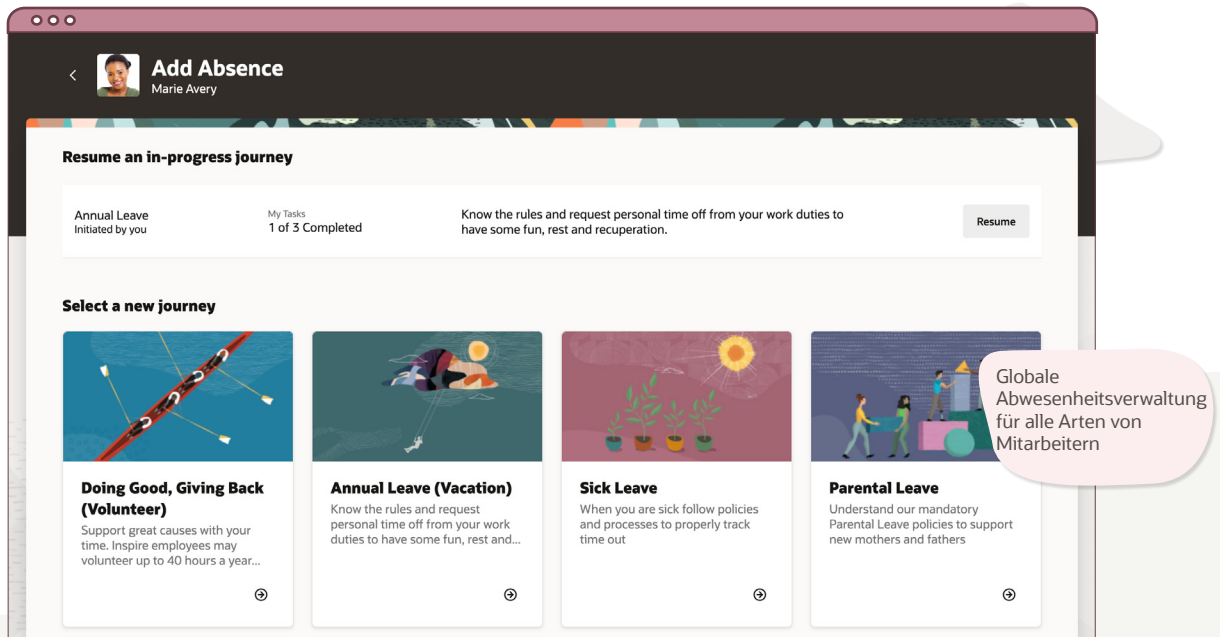 Add Absence
Marie Avery
Resume an in-progress journey
Annual Leave
Initiated by you
My Tasks
1 of 3 Completed
Know the rules and request personal time off from your work duties to
have some fun, rest and recuperation.
Resume
Select a new journey
Doing Good, Giving Back
(Volunteer)
Support great causes with your
time. Inspire employees may
volunteer up to 40 hours a year...
Annual Leave (Vacation)
Know the rules and request
personal time off from your work
duties to have some fun, rest and...
Sick Leave
When you are sick follow policies
and processes to properly track
time out
Parental Leave
Understand our mandatory
Parental Leave policies to support
new mothers and fathers
Globale
Abwesenheitsverwaltung
für alle Arten von
Mitarbeitern